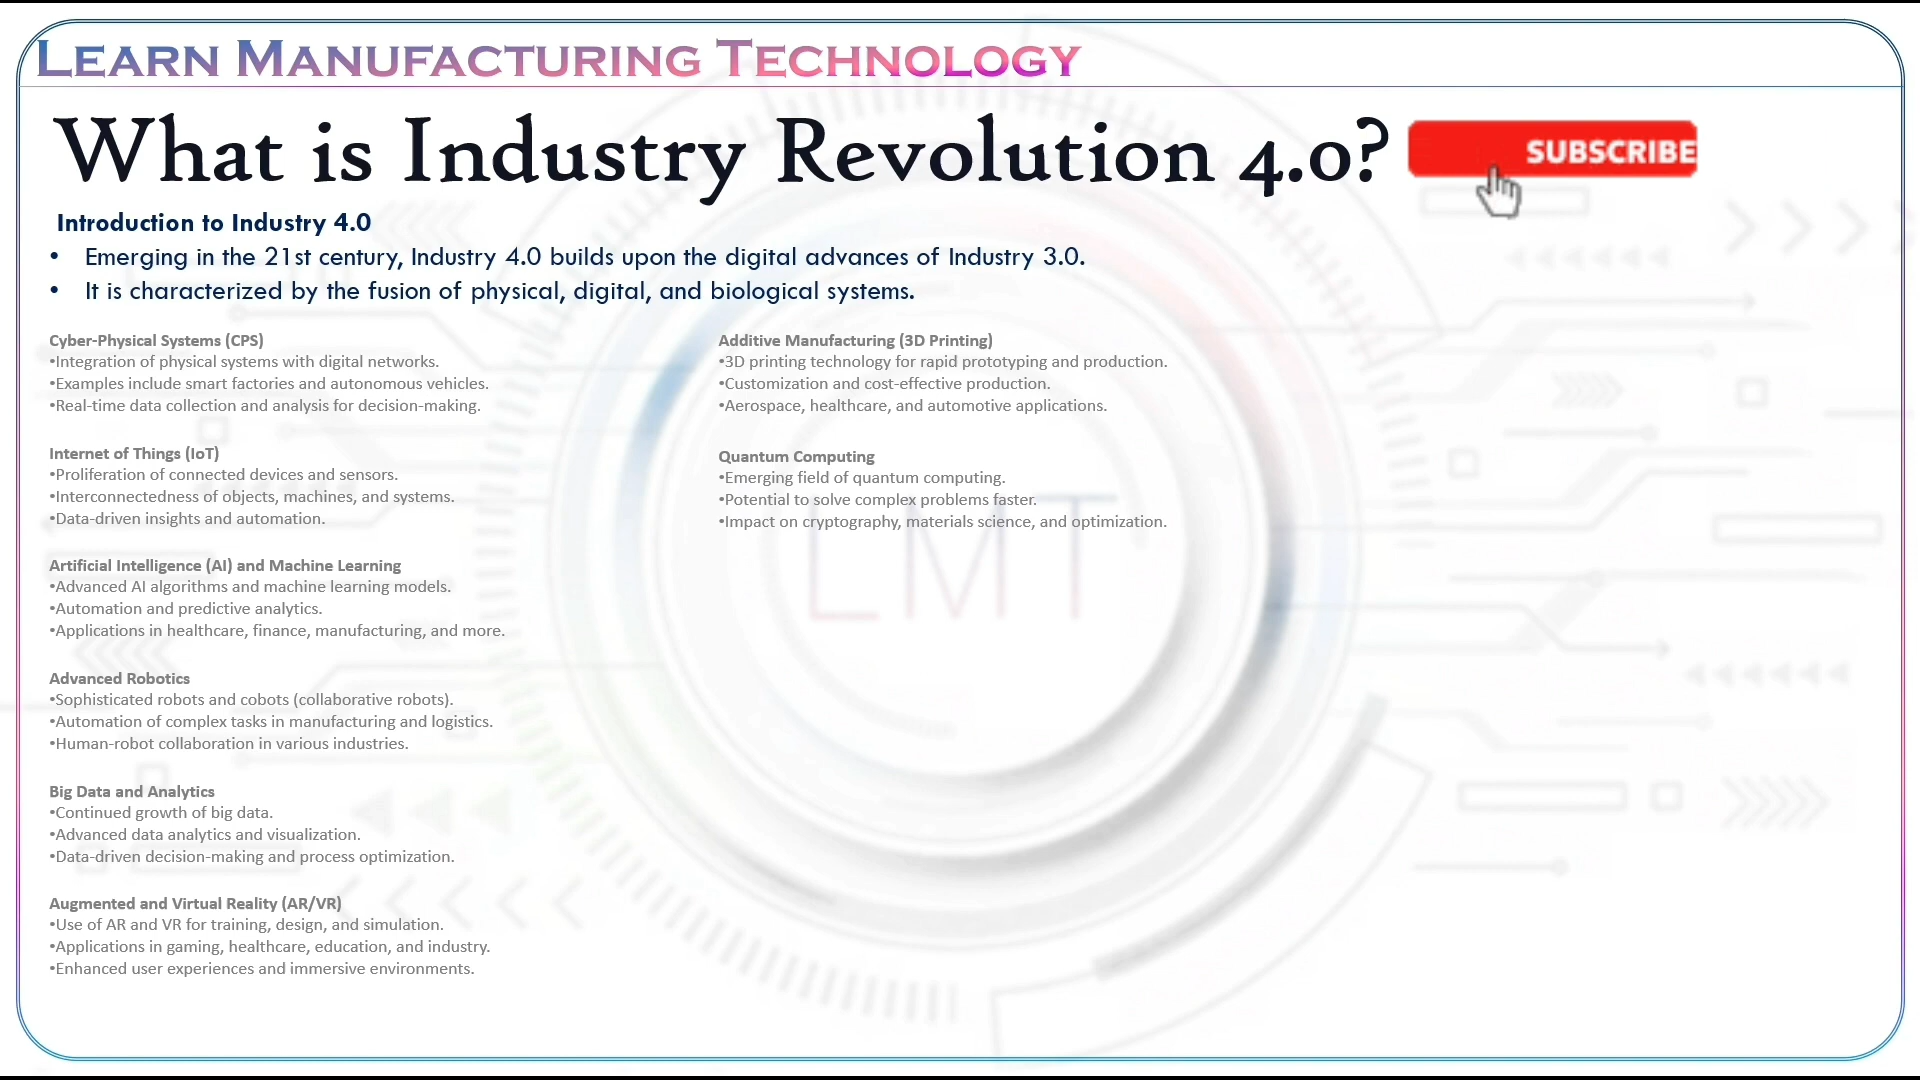 LEARN MANUFACTURING TECHNOLOGY
What is Industry Revolution 4.0?
SUBSCRIBE
Introduction to Industry 4.0
• Emerging in the 21st century, Industry 4.0 builds upon the digital advances of Industry 3.0.
• It is characterized by the fusion of physical, digital, and biological systems.
Cyber-Physical Systems (CPS)
•Integration of physical systems with digital networks.
•Examples include smart factories and autonomous vehicles.
•Real-time data collection and analysis for decision-making.
Internet of Things (IoT)
•Proliferation of connected devices and sensors.
•Interconnectedness of objects, machines, and systems.
•Data-driven insights and automation.
Artificial Intelligence (AI) and Machine Learning
•Advanced AI algorithms and machine learning models.
•Automation and predictive analytics.
•Applications in healthcare, finance, manufacturing, and more.
Advanced Robotics
•Sophisticated robots and cobots (collaborative robots).
•Automation of complex tasks in manufacturing and logistics.
•Human-robot collaboration in various industries.
Big Data and Analytics
•Continued growth of big data.
•Advanced data analytics and visualization.
•Data-driven decision-making and process optimization.
Augmented and Virtual Reality (AR/VR)
•Use of AR and VR for training, design, and simulation.
•Applications in gaming, healthcare, education, and industry.
•Enhanced user experiences and immersive environments.
Additive Manufacturing (3D Printing)
•3D printing technology for rapid prototyping and production.
•Customization and cost-effective production.
•Aerospace, healthcare, and automotive applications.
Quantum Computing
•Emerging field of quantum computing.
•Potential to solve complex problems faster.
•Impact on cryptography, materials science, and optimization.
LMT